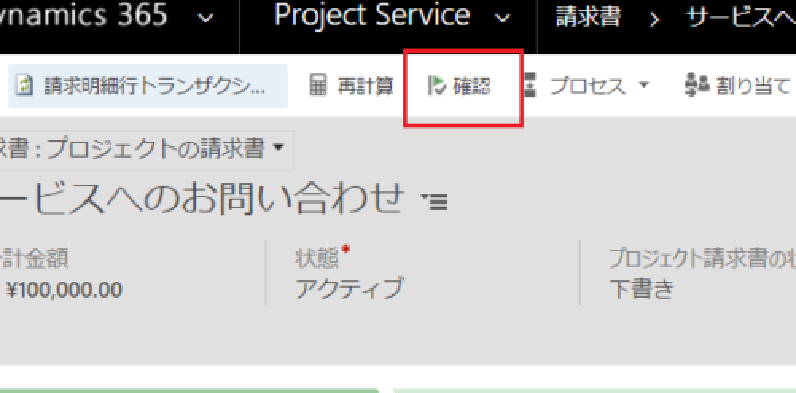 ynamics 365 Project Service 請求書 > サービスへ
請求明細行トランザクシ... 再計算 確認 プロセス 割り当て
求書 : プロジェクトの請求書
ービスへのお問い合わせ
計金額 状態* プロジェクト請求書の状
¥100,000.00 アクティブ 下書き